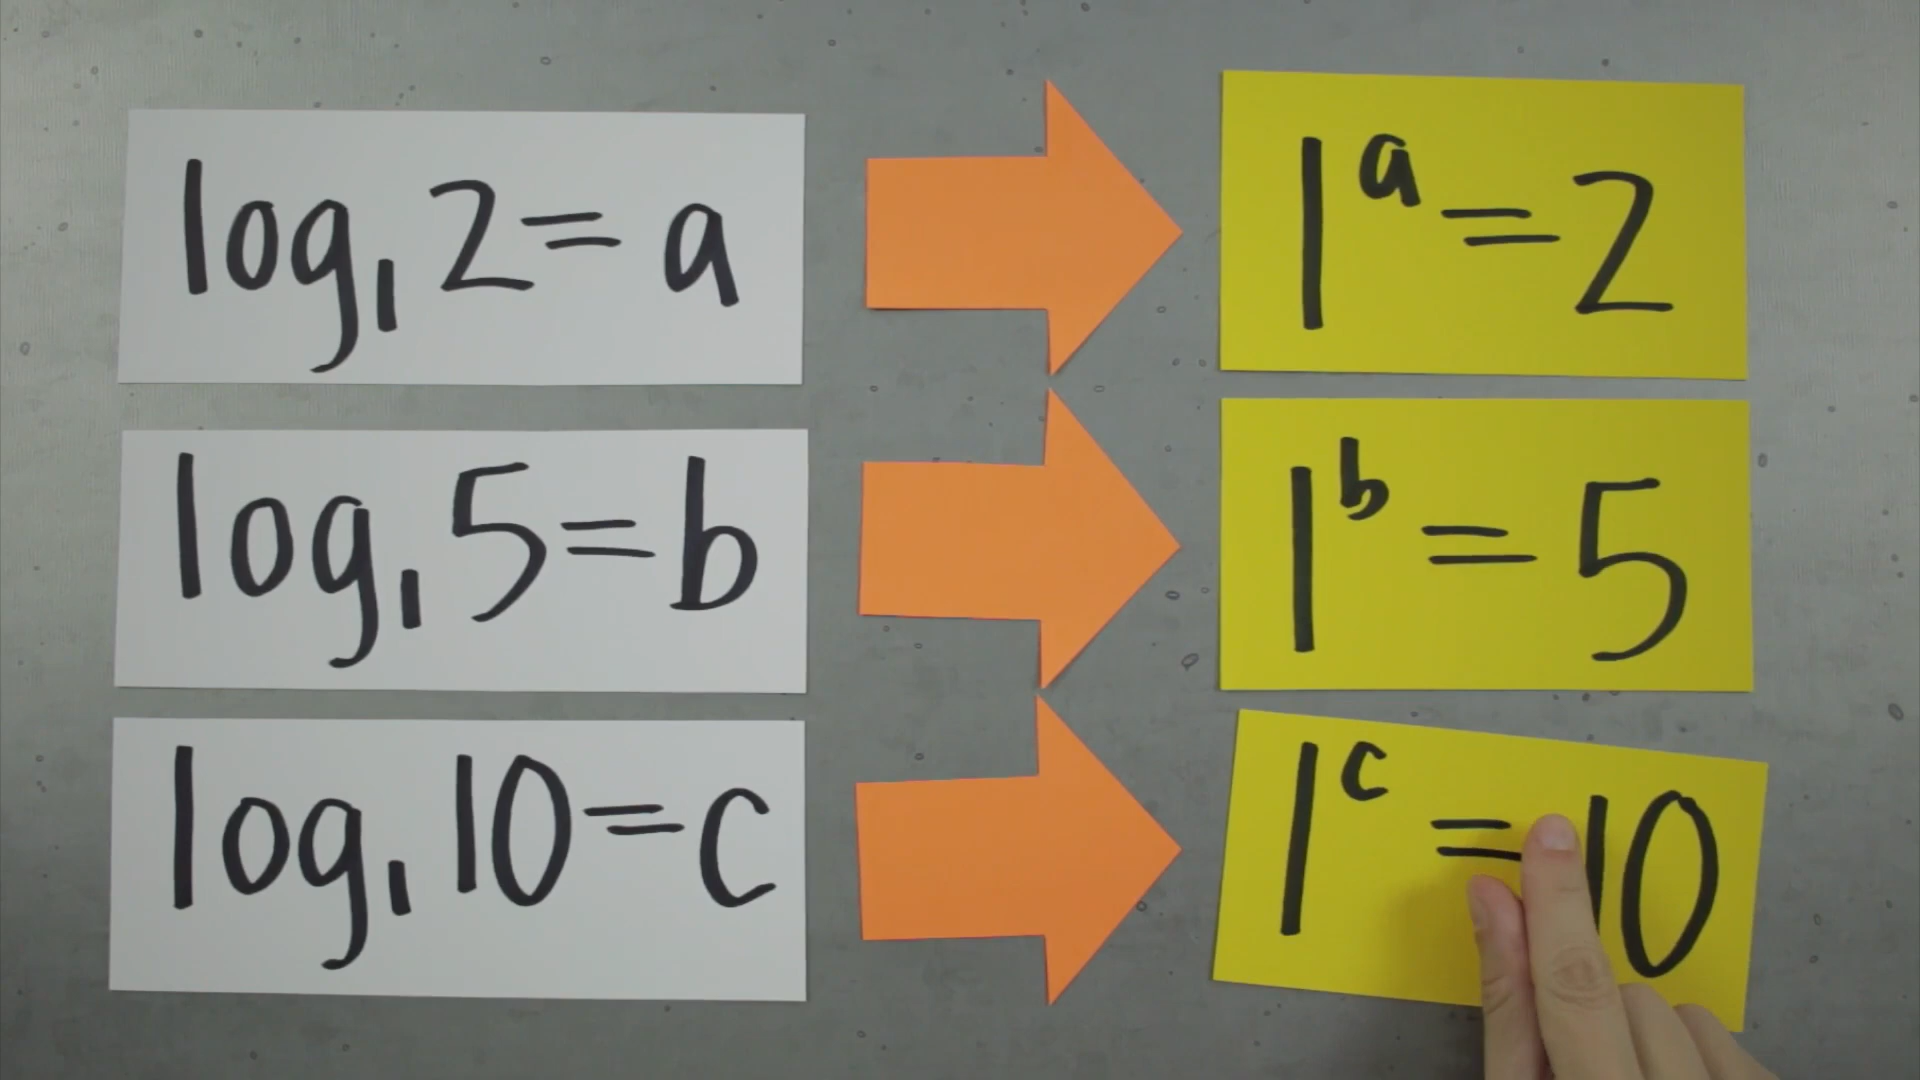 log₁2=a
1ᵃ=2
log₁5=b
1ᵇ=5
log₁10=c
1ᶜ=10